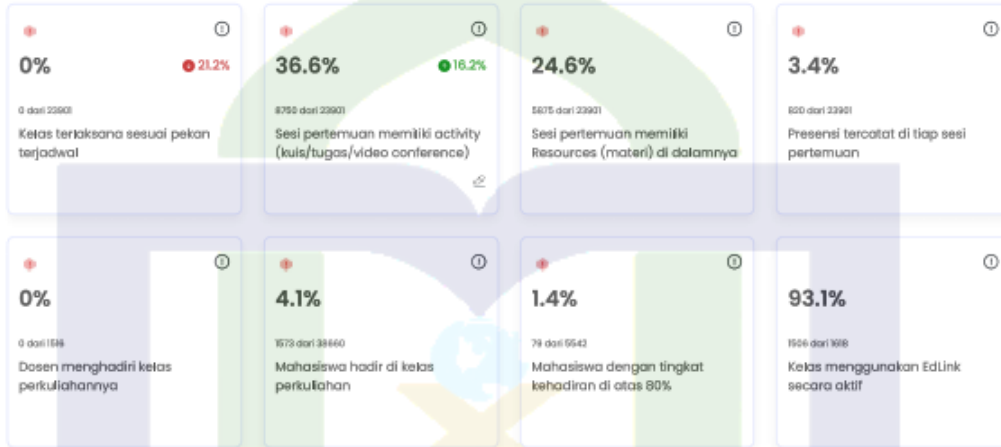 0%
21.2%
0 dari 23901
Kelas terlaksana sesuai pekan
terjadwal
36.6%
16.2%
8750 dari 23901
Sesi pertemuan memiliki activity
(kuis/tugas/video conference)
24.6%
5875 dari 23901
Sesi pertemuan memiliki
Resources (materi) di dalamnya
3.4%
820 dari 23901
Presensi tercatat di tiap sesi
pertemuan
0%
0 dari
Dosen menghadiri kelas
perkuliahannya
4.1%
1573 dari 38660
Mahasiswa hadir di kelas
perkuliahan
1.4%
79 dari 5542
Mahasiswa dengan tingkat
kehadiran di atas 80%
93.1%
1506 dari 1618
Kelas menggunakan EdLink
secara aktif